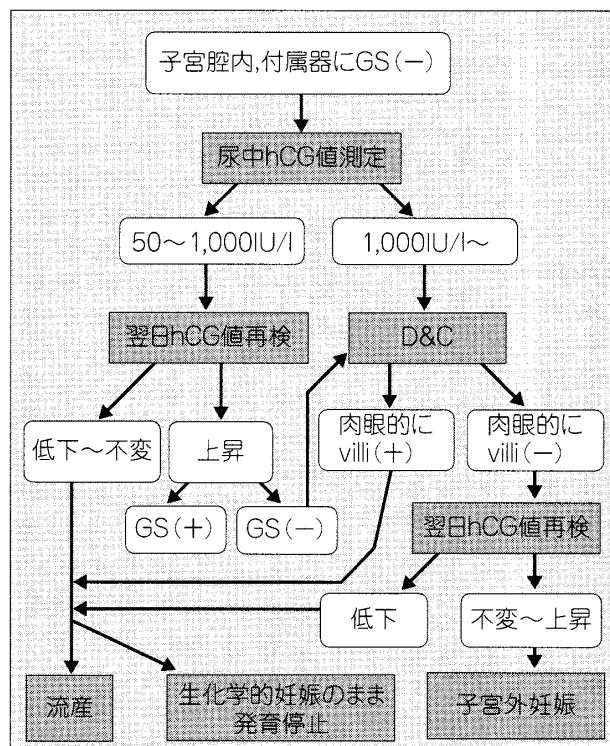 子宮腔内,付属器にGS(−)
尿中hCG値測定
50〜1,000IU/l
1,000IU/l〜
翌日hCG値再検
D&C
低下〜不変
上昇
肉眼的に
villi(+)
肉眼的に
villi(−)
GS(+)
GS(−)
翌日hCG値再検
低下
不変〜上昇
流産
生化学的妊娠のまま
発育停止
子宮外妊娠